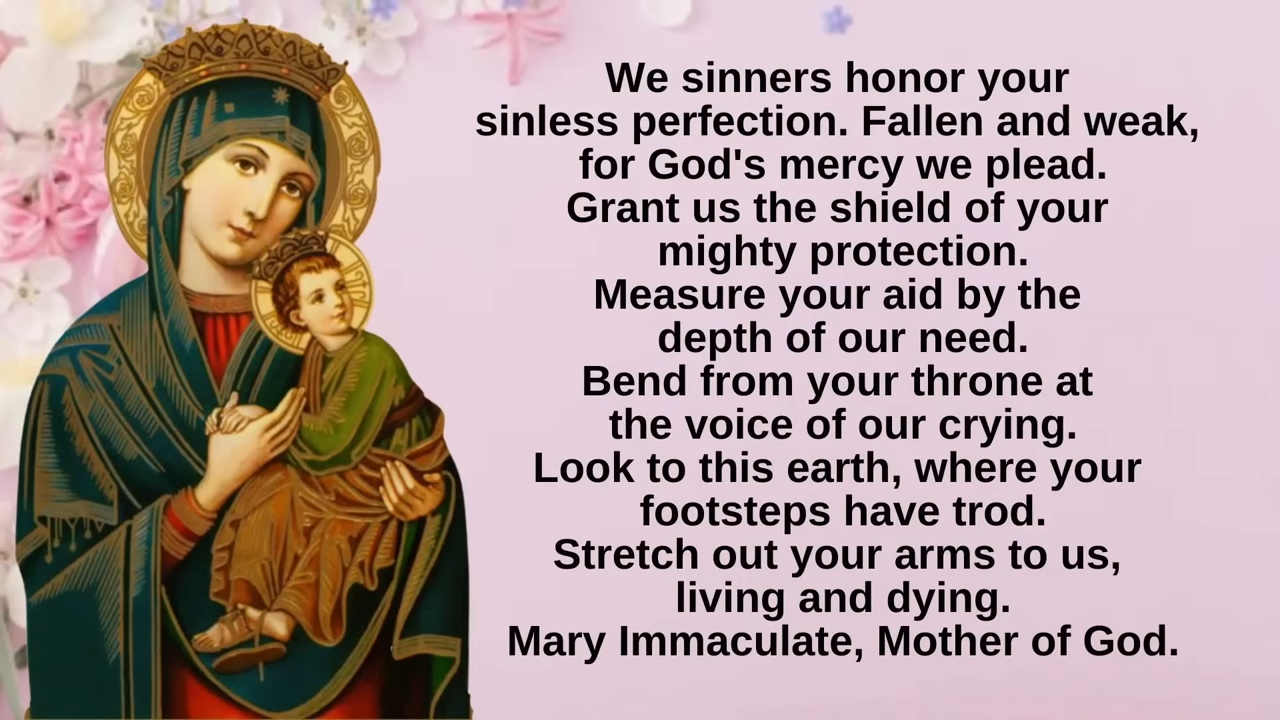 We sinners honor your
sinless perfection. Fallen and weak,
for God's mercy we plead.
Grant us the shield of your
mighty protection.
Measure your aid by the
depth of our need.
Bend from your throne at
the voice of our crying.
Look to this earth, where your
footsteps have trod.
Stretch out your arms to us,
living and dying.
Mary Immaculate, Mother of God.